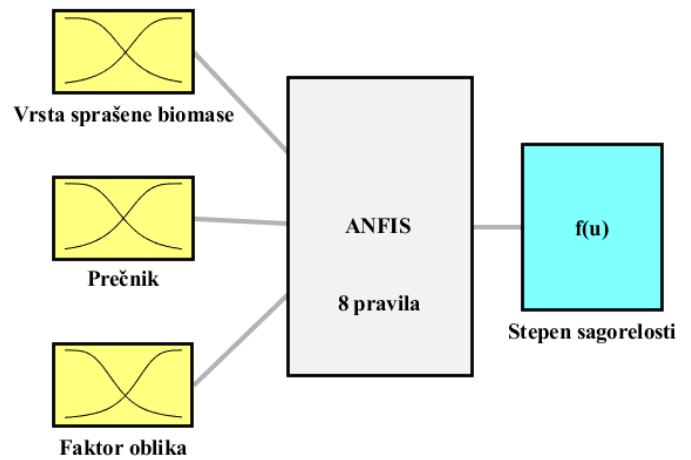 Vrsta sprašene biomase
Prečnik
Faktor oblika
ANFIS
8 pravila
f(u)
Stepen sagorelosti